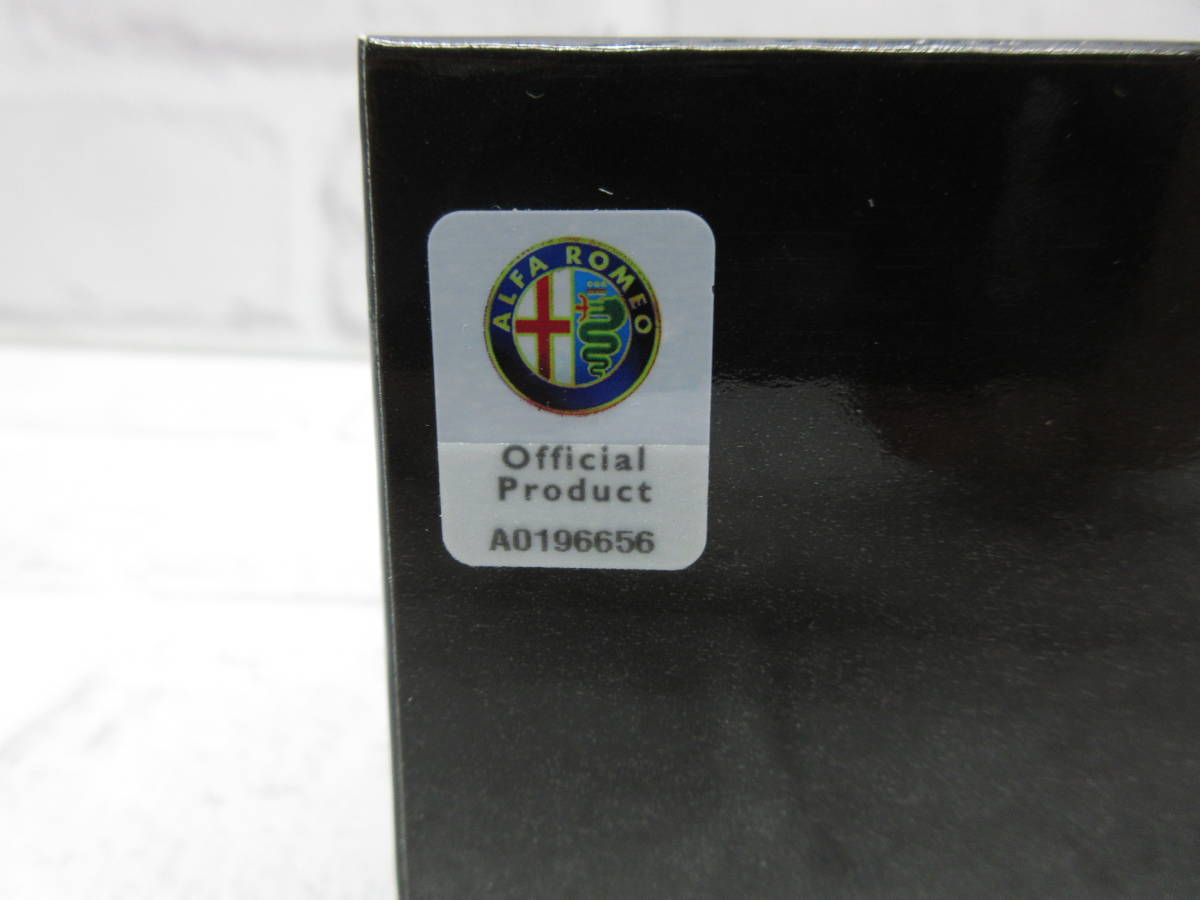 ALFA ROMEO
Official
Product
A0196656